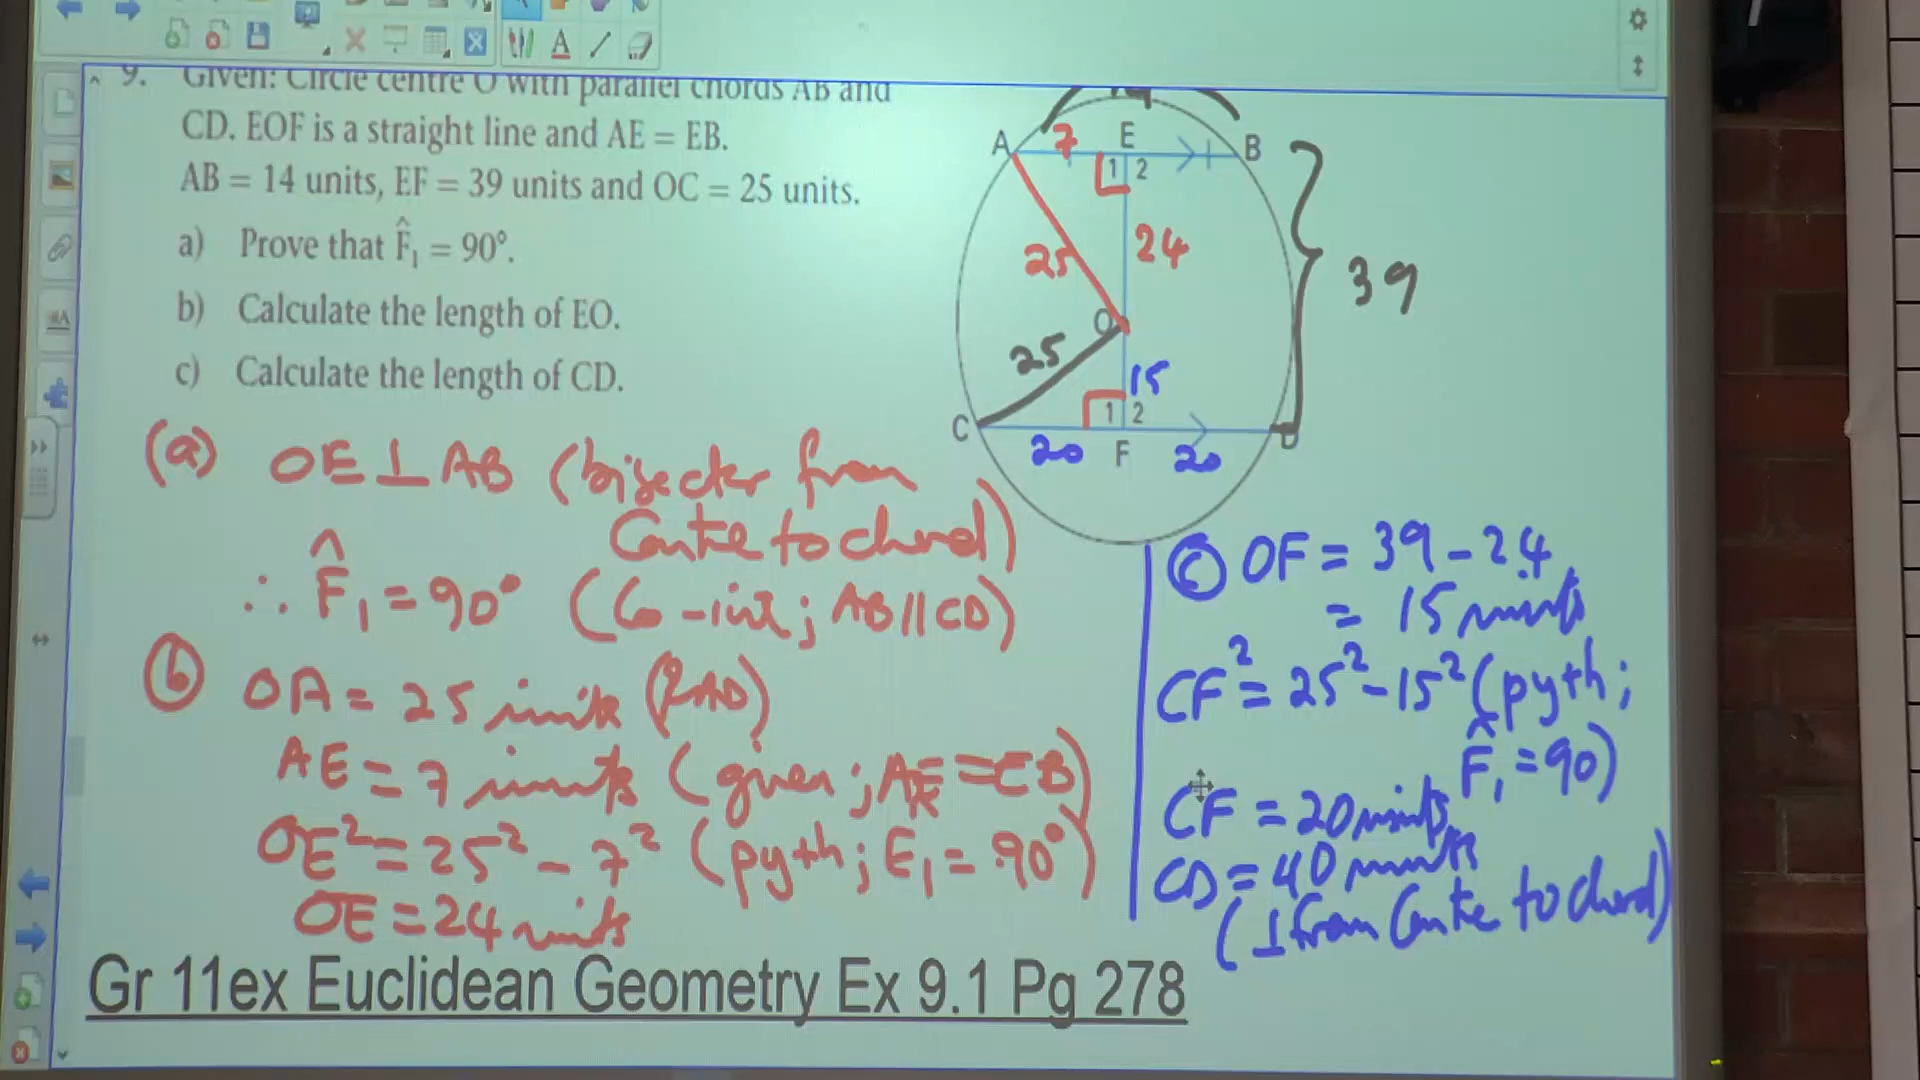 9. Given: Circle centre O with parallel chords AB and
CD. EOF is a straight line and AE = EB.
AB = 14 units, EF = 39 units and OC = 25 units.
a) Prove that F̂₁ = 90°.
b) Calculate the length of EO.
c) Calculate the length of CD.
A 7 E B
1 2
25 24 39
O
25 15
1 2
C 20 F 20 D
(a) OE ⊥ AB (bisector from
Centre to chord)
∴ F̂₁ = 90° (Co-int; AB // CD)
(b) OA = 25 units (RAD)
AE = 7 units (given; AE = EB)
OE² = 25² - 7² (pyth; E₁ = 90°)
OE = 24 units
(c) OF = 39 - 24
= 15 units
CF² = 25² - 15² (pyth;
F̂₁ = 90)
CF = 20 units
CD = 40 units
(⊥ from Centre to chord)
Gr 11ex Euclidean Geometry Ex 9.1 Pg 278